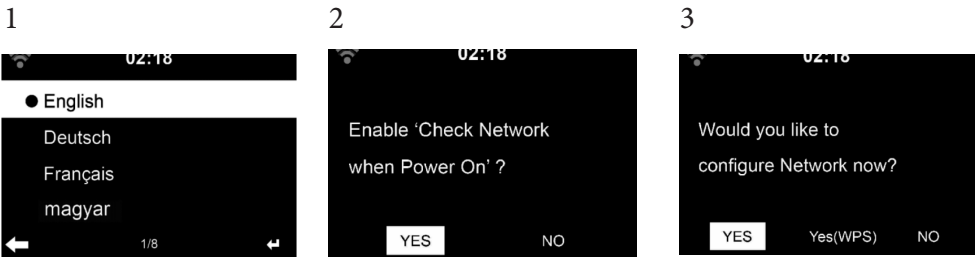 1
02:18
English
Deutsch
Français
magyar
1/8
2
02:18
Enable ‘Check Network
when Power On’ ?
YES NO
3
02:18
Would you like to
configure Network now?
YES Yes(WPS) NO